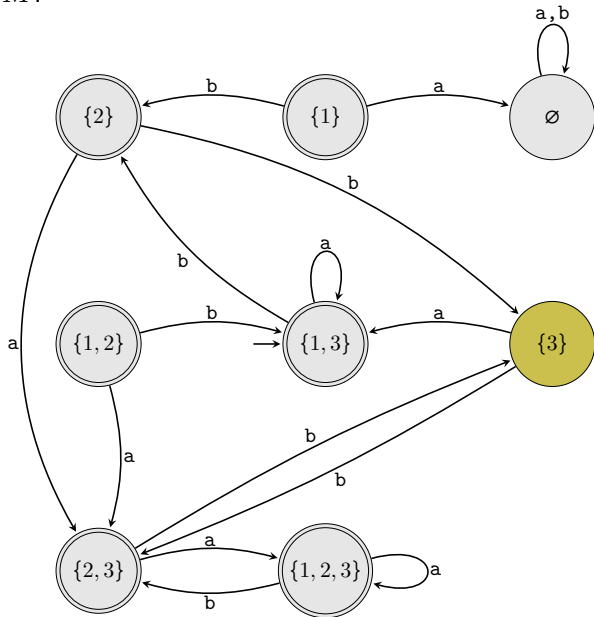 a,b
b
a
{2}
{1}
∅
b
b
a
a
{1, 2}
b
{1, 3}
a
{3}
a
b
b
{2, 3}
a
{1, 2, 3}
a
b